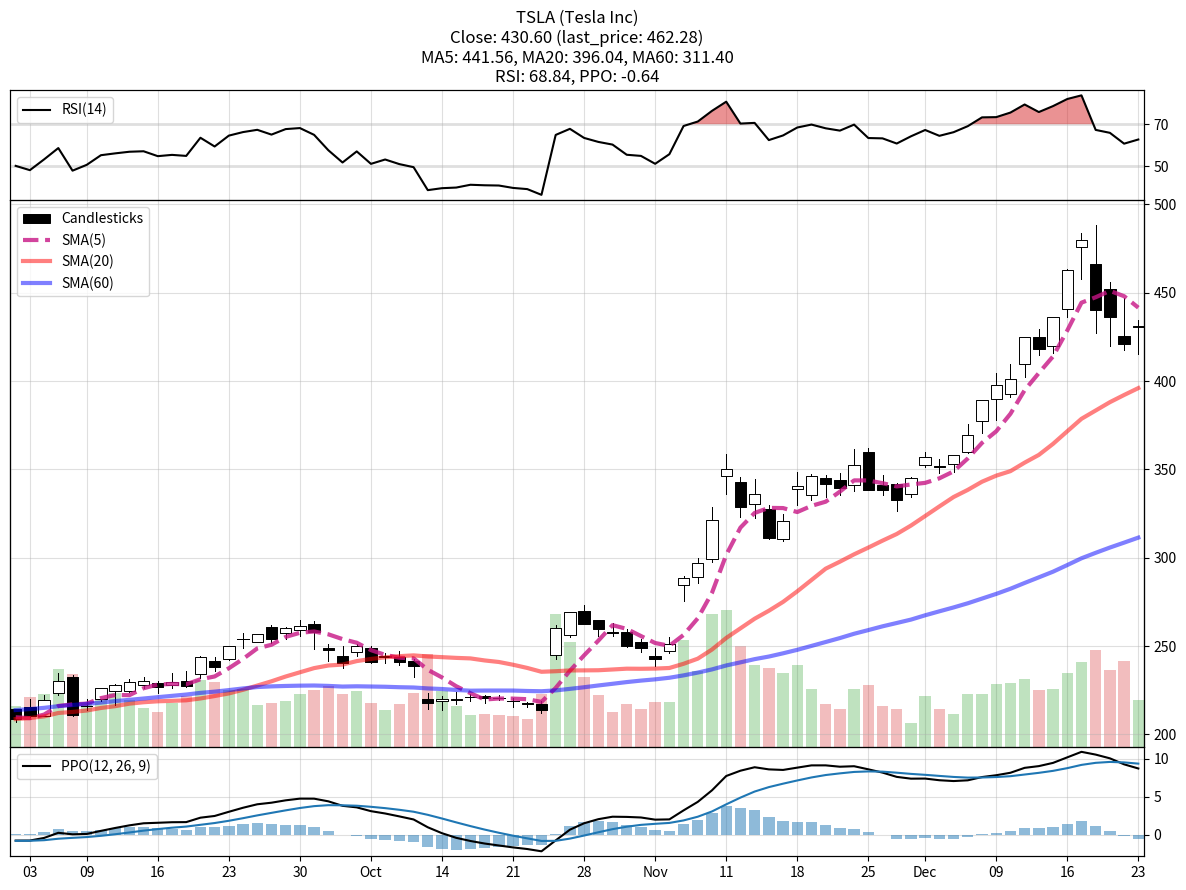 TSLA (Tesla Inc)
Close: 430.60 (last_price: 462.28)
MA5: 441.56, MA20: 396.04, MA60: 311.40
RSI: 68.84, PPO: -0.64
RSI(14)
70
50
Candlesticks
SMA(5)
SMA(20)
SMA(60)
500
450
400
350
300
250
200
PPO(12, 26, 9)
10
5
0
03 09 16 23 30 Oct 14 21 28 Nov 11 18 25 Dec 09 16 23